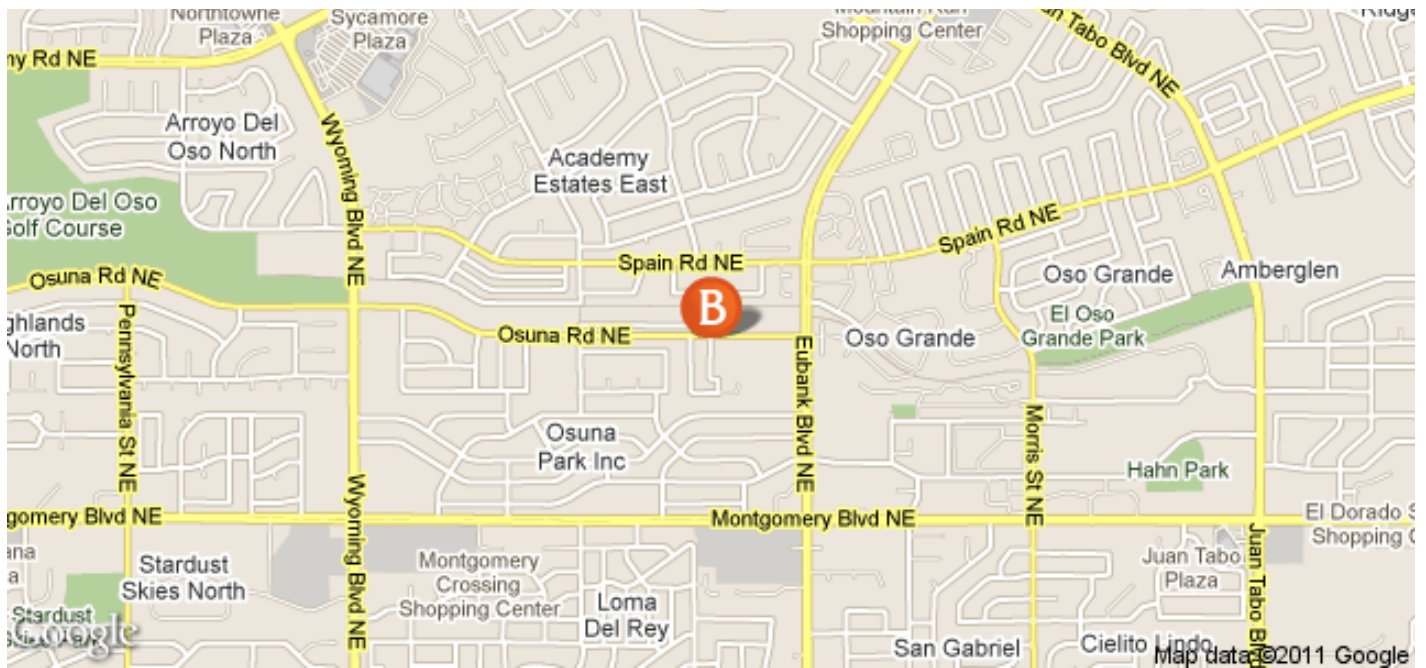 Northtowne
Plaza
Sycamore
Plaza
Shopping Center
Tabo Blvd NE
Rd NE
Arroyo Del
Oso North
Wyoming Blvd NE
Academy
Estates East
Arroyo Del Oso
Golf Course
Spain Rd NE
Spain Rd NE
Osuna Rd NE
Oso Grande
Amberglen
B
El Oso
Grande Park
Pennsylvania St NE
North
Osuna Rd NE
Eubank Blvd NE
Oso Grande
Osuna
Park Inc
Morris St NE
Hahn Park
Wyoming Blvd NE
gomery Blvd NE
Montgomery Blvd NE
El Dorado S
Shopping C
Stardust
Skies North
Montgomery
Crossing
Shopping Center
Juan Tabo
Plaza
Juan Tabo Bl
Loma
Del Rey
Stardust
San Gabriel
Cielito Lindo
Google
Map data ©2011 Google